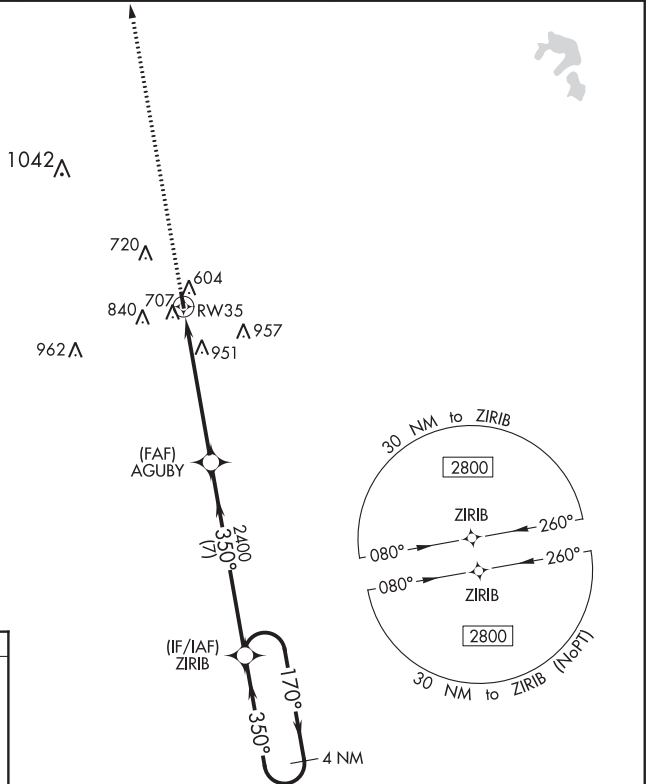 1042
720
604
707
840
RW35
957
962
951
(FAF)
AGUBY
30 NM to ZIRIB
2800
ZIRIB
080°
260°
2400
350°
(7)
080°
260°
ZIRIB
2800
30 NM to ZIRIB (NoPT)
(IF/IAF)
ZIRIB
170°
350°
4 NM